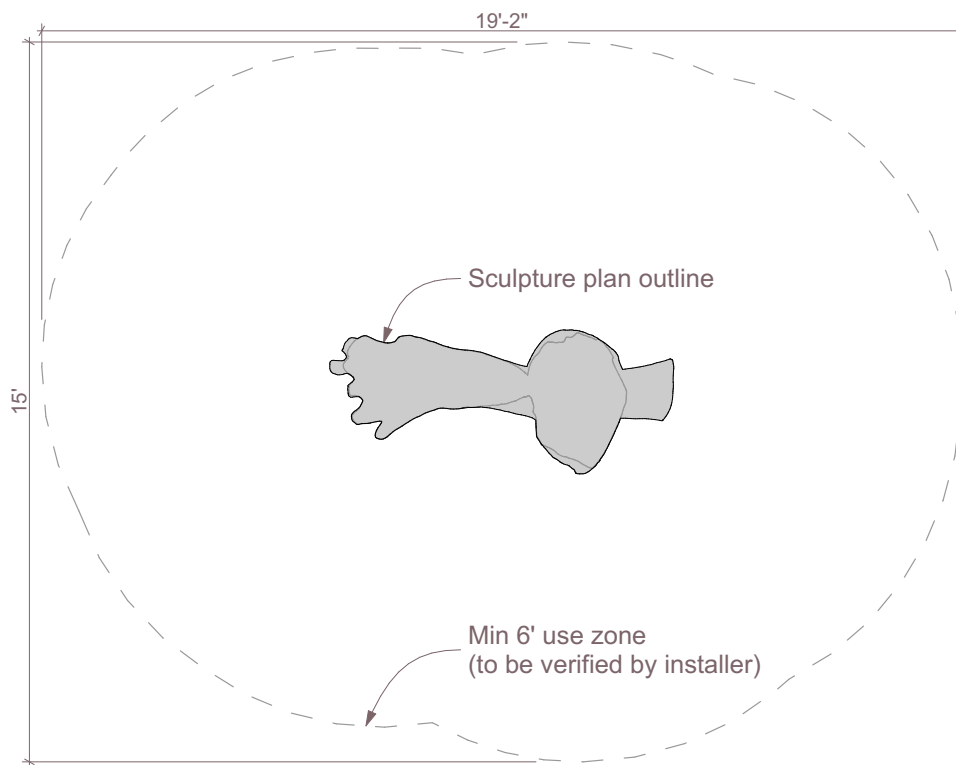 19'-2"
15'
Sculpture plan outline
Min 6' use zone
(to be verified by installer)